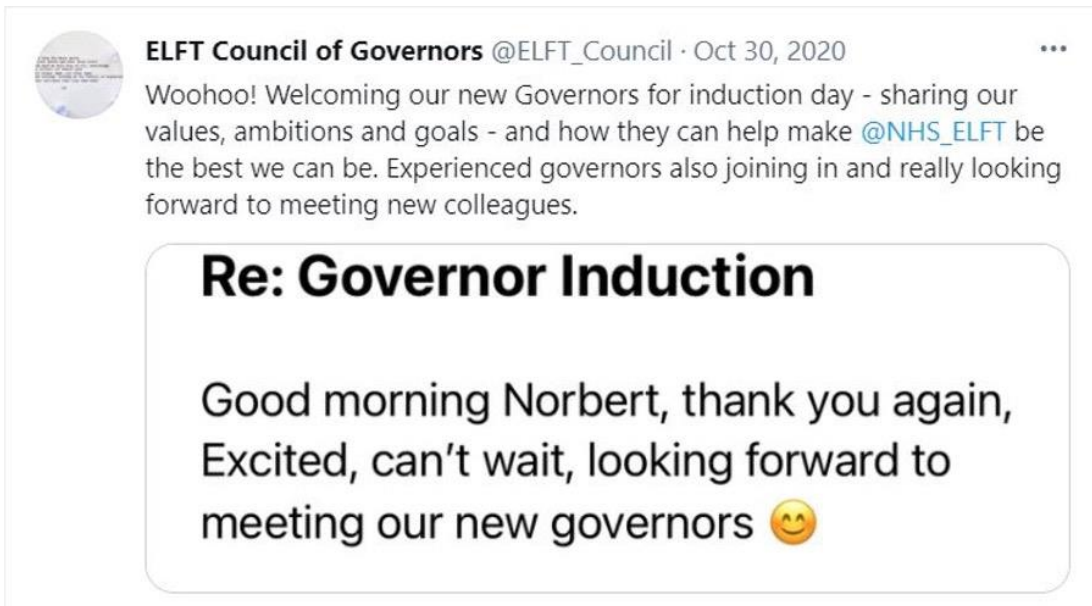 ELFT Council of Governors @ELFT_Council · Oct 30, 2020
Woohoo! Welcoming our new Governors for induction day - sharing our
values, ambitions and goals - and how they can help make @NHS_ELFT be
the best we can be. Experienced governors also joining in and really looking
forward to meeting new colleagues.
Re: Governor Induction
Good morning Norbert, thank you again,
Excited, can't wait, looking forward to
meeting our new governors 😊